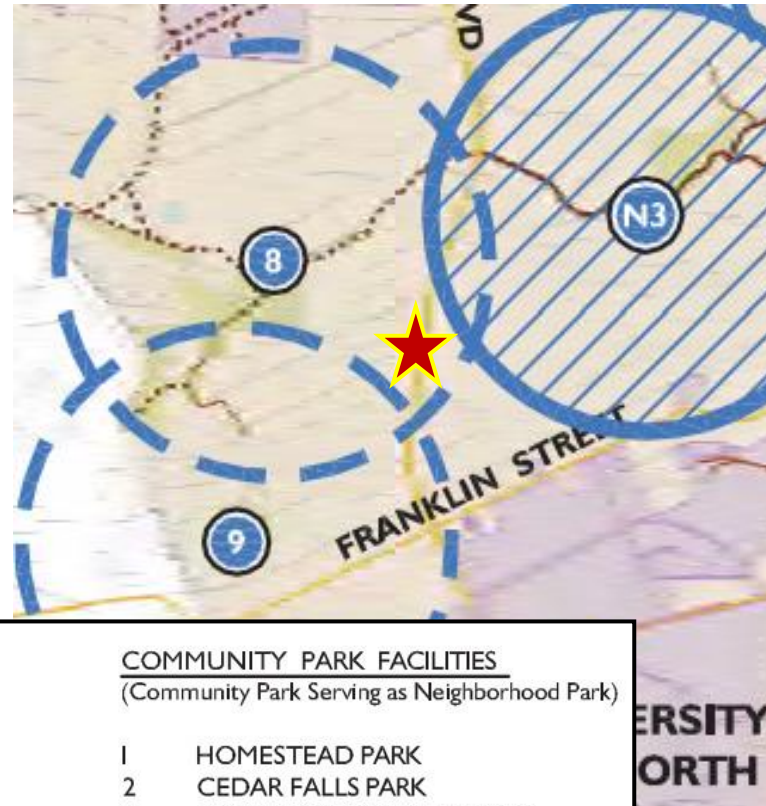 VD
N3
8
FRANKLIN STREET
9
COMMUNITY PARK FACILITIES
(Community Park Serving as Neighborhood Park)
1 HOMESTEAD PARK
2 CEDAR FALLS PARK
ERSITY
ORTH